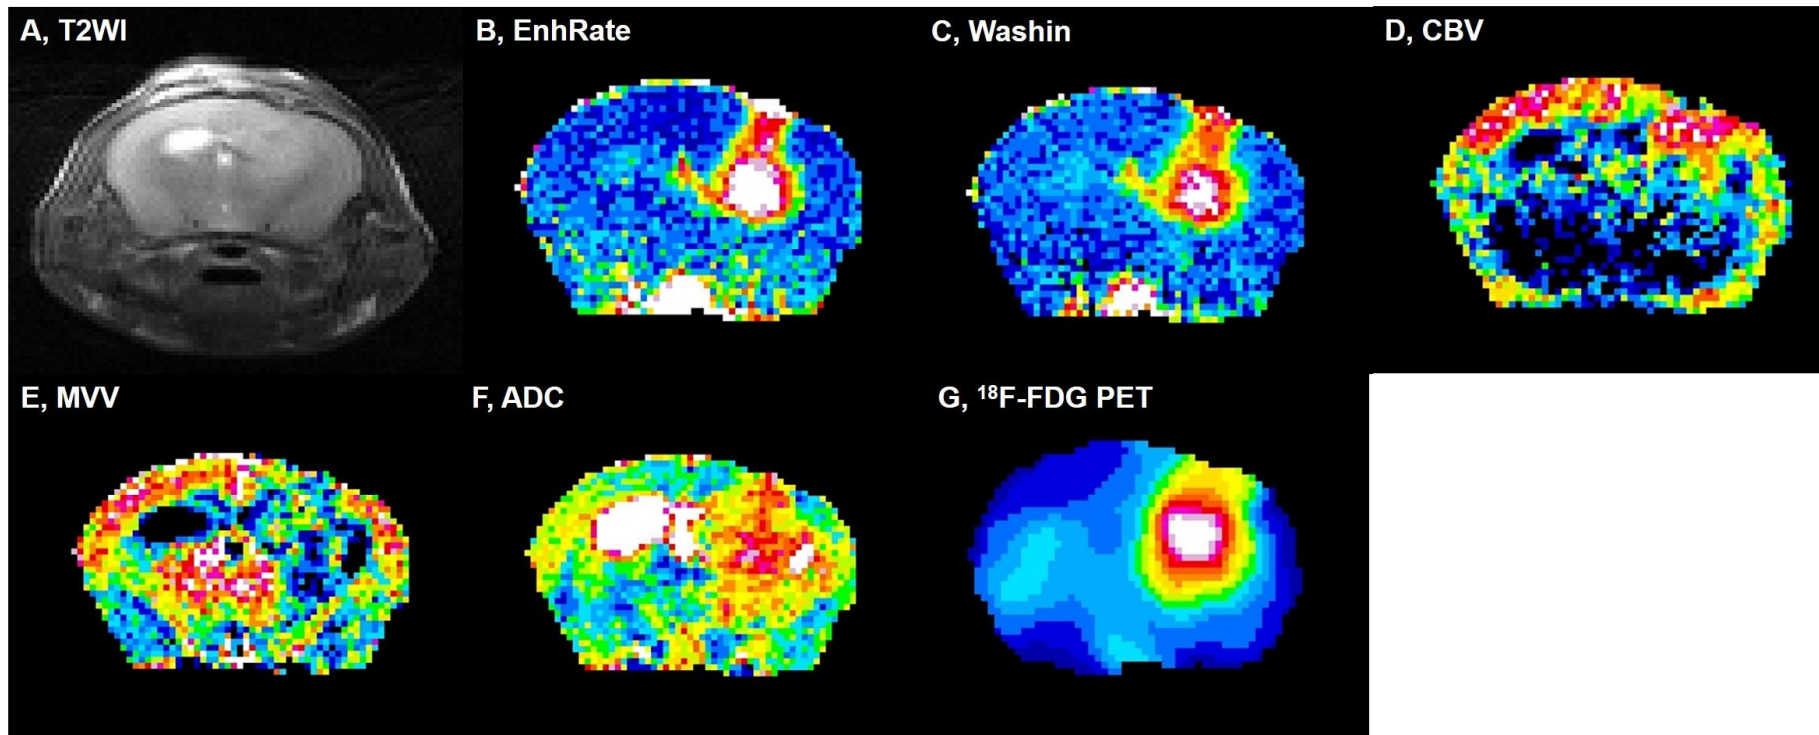 A, T2WI
B, EnhRate
C, Washin
D, CBV
E, MVV
F, ADC
G, ¹⁸F-FDG PET